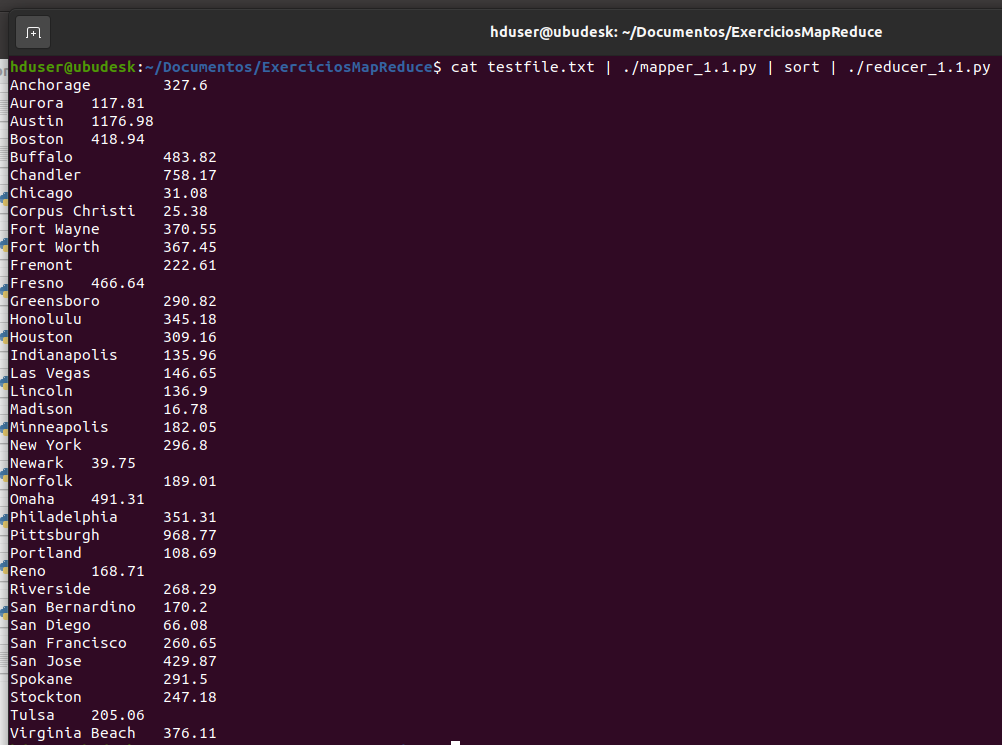 hduser@ubudesk: ~/Documentos/ExerciciosMapReduce
hduser@ubudesk:~/Documentos/ExerciciosMapReduce$ cat testfile.txt | ./mapper_1.1.py | sort | ./reducer_1.1.py
Anchorage 327.6
Aurora 117.81
Austin 1176.98
Boston 418.94
Buffalo 483.82
Chandler 758.17
Chicago 31.08
Corpus Christi 25.38
Fort Wayne 370.55
Fort Worth 367.45
Fremont 222.61
Fresno 466.64
Greensboro 290.82
Honolulu 345.18
Houston 309.16
Indianapolis 135.96
Las Vegas 146.65
Lincoln 136.9
Madison 16.78
Minneapolis 182.05
New York 296.8
Newark 39.75
Norfolk 189.01
Omaha 491.31
Philadelphia 351.31
Pittsburgh 968.77
Portland 108.69
Reno 168.71
Riverside 268.29
San Bernardino 170.2
San Diego 66.08
San Francisco 260.65
San Jose 429.87
Spokane 291.5
Stockton 247.18
Tulsa 205.06
Virginia Beach 376.11